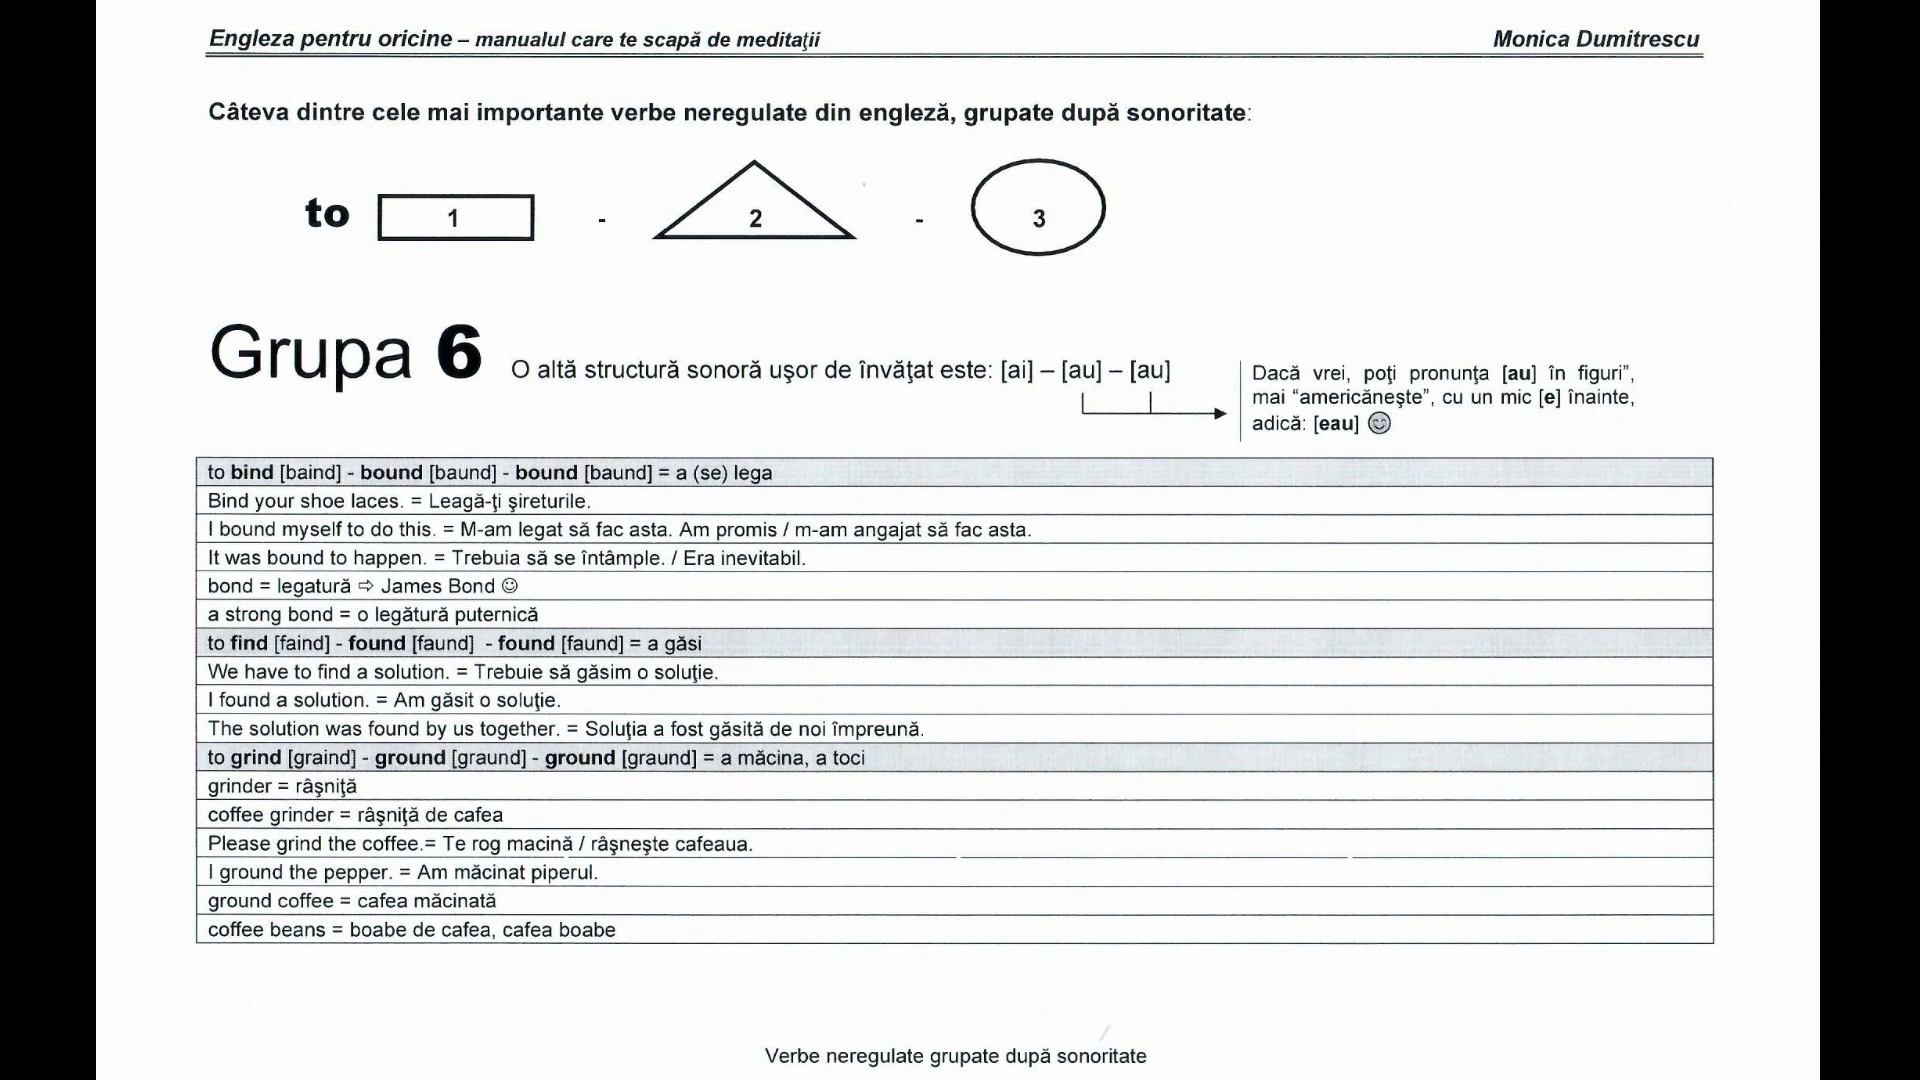 Engleza pentru oricine – manualul care te scapă de meditaţii Monica Dumitrescu
Câteva dintre cele mai importante verbe neregulate din engleză, grupate după sonoritate:
to 1 - 2 - 3
Grupa 6 O altă structură sonoră uşor de învăţat este: [ai] – [au] – [au]
Dacă vrei, poţi pronunţa [au] în figuri”,
mai “americăneşte”, cu un mic [e] înainte,
adică: [eau] ☺
to bind [baind] - bound [baund] - bound [baund] = a (se) lega
Bind your shoe laces. = Leagă-ţi şireturile.
I bound myself to do this. = M-am legat să fac asta. Am promis / m-am angajat să fac asta.
It was bound to happen. = Trebuia să se întâmple. / Era inevitabil.
bond = legatură ⇨ James Bond ☺
a strong bond = o legătură puternică
to find [faind] - found [faund] - found [faund] = a găsi
We have to find a solution. = Trebuie să găsim o soluţie.
I found a solution. = Am găsit o soluţie.
The solution was found by us together. = Soluţia a fost găsită de noi împreună.
to grind [graind] - ground [graund] - ground [graund] = a măcina, a toci
grinder = râşniţă
coffee grinder = râşniţă de cafea
Please grind the coffee.= Te rog macină / râşneşte cafeaua.
I ground the pepper. = Am măcinat piperul.
ground coffee = cafea măcinată
coffee beans = boabe de cafea, cafea boabe
Verbe neregulate grupate după sonoritate